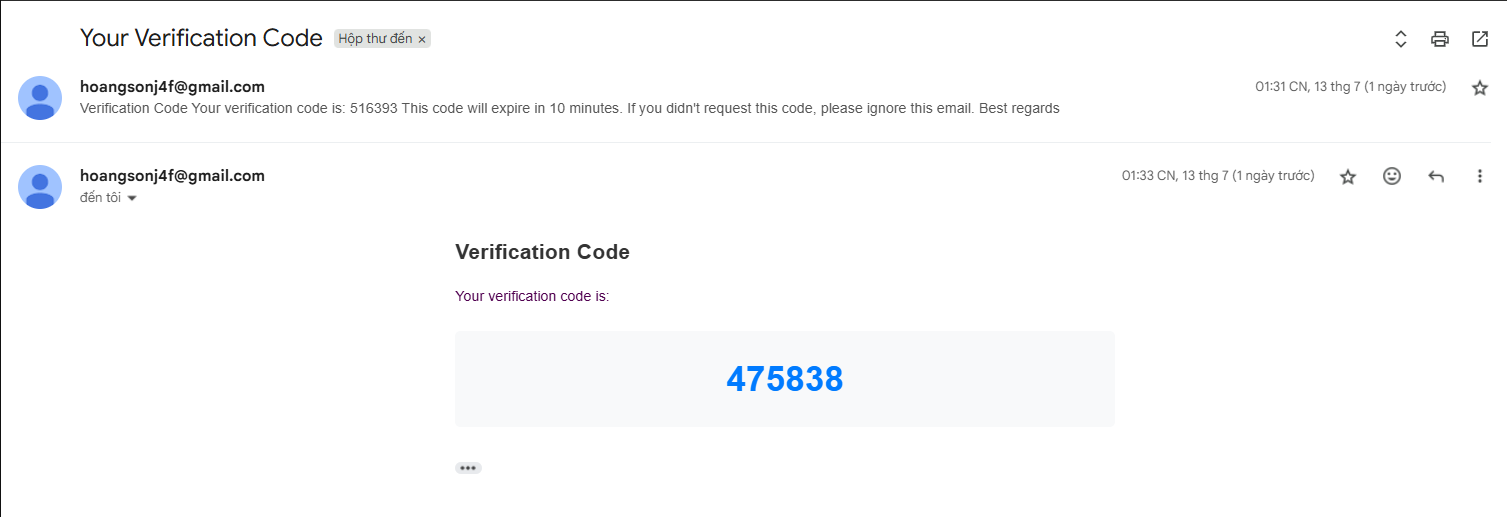 Your Verification Code Hộp thư đến ×
hoangsonj4f@gmail.com 01:31 CN, 13 thg 7 (1 ngày trước)
Verification Code Your verification code is: 516393 This code will expire in 10 minutes. If you didn't request this code, please ignore this email. Best regards
hoangsonj4f@gmail.com 01:33 CN, 13 thg 7 (1 ngày trước)
đến tôi
Verification Code
Your verification code is:
475838